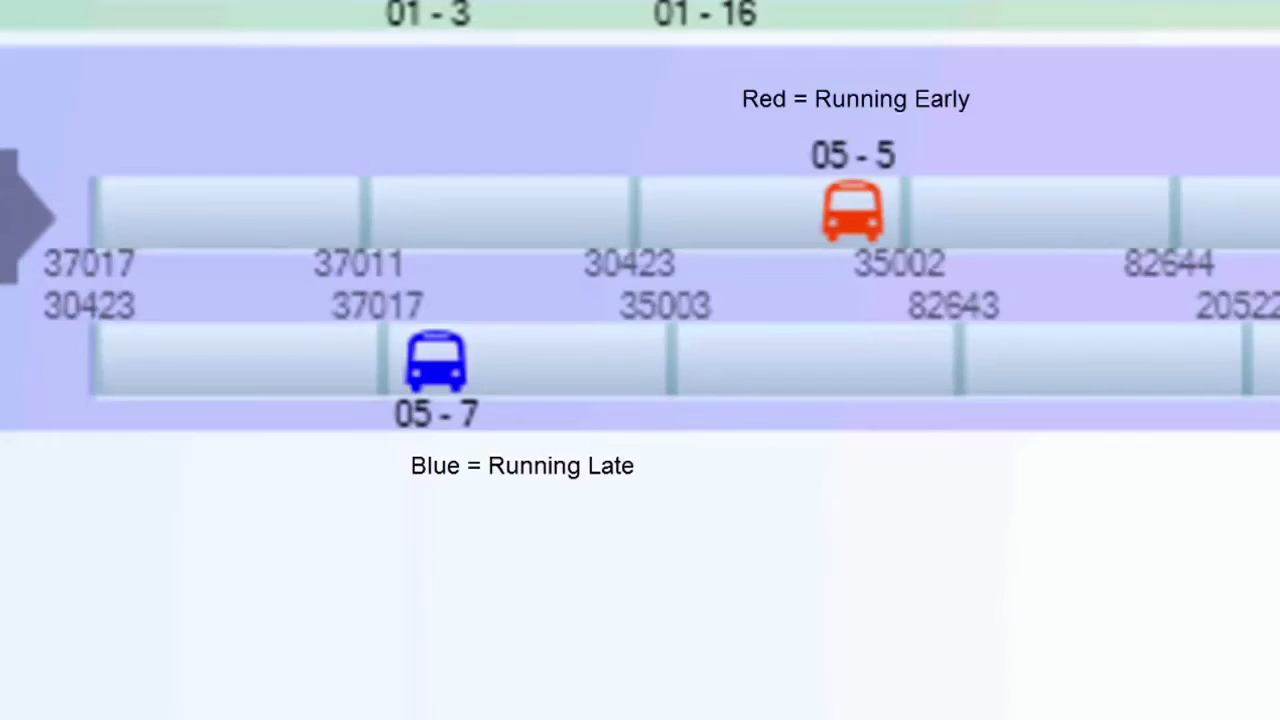 01 - 3 01 - 16
Red = Running Early
05 - 5
37017 37011 30423 35002 82644
30423 37017 35003 82643 20522
05 - 7
Blue = Running Late